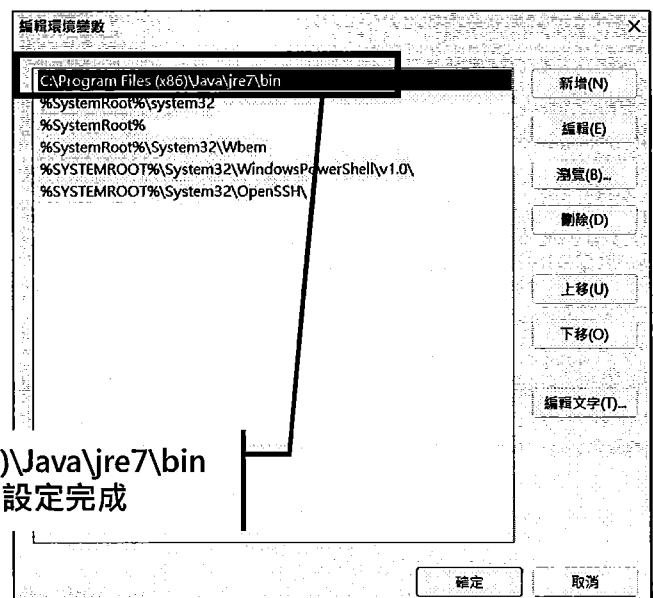 編輯環境變數
C:\Program Files (x86)\Java\jre7\bin
%SystemRoot%\system32
%SystemRoot%
%SystemRoot%\System32\Wbem
%SYSTEMROOT%\System32\WindowsPowerShell\v1.0\
%SYSTEMROOT%\System32\OpenSSH\
新增(N)
編輯(E)
瀏覽(B)...
刪除(D)
上移(U)
下移(O)
編輯文字(T)...
)\Java\jre7\bin
設定完成
確定
取消